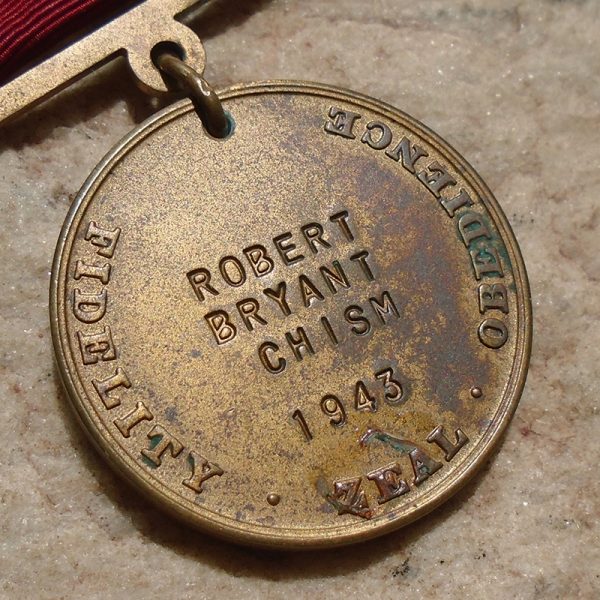 ROBERT
BRYANT
CHISM
1943
FIDELITY · ZEAL · OBEDIENCE